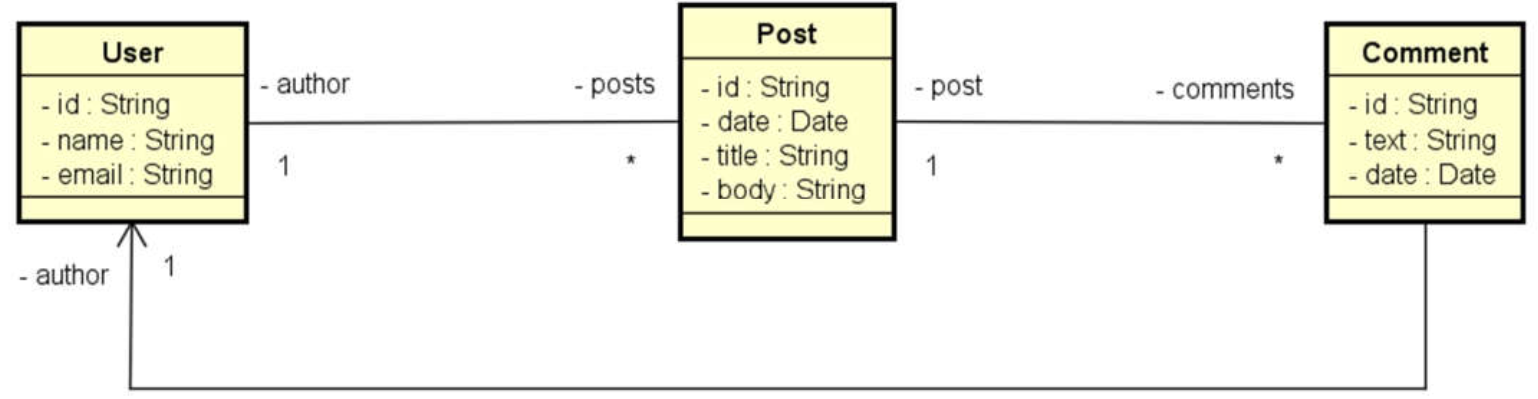 User
- id : String
- name : String
- email : String
- author
1
- posts
*
Post
- id : String
- date : Date
- title : String
- body : String
- post
1
- comments
*
Comment
- id : String
- text : String
- date : Date
- author
1